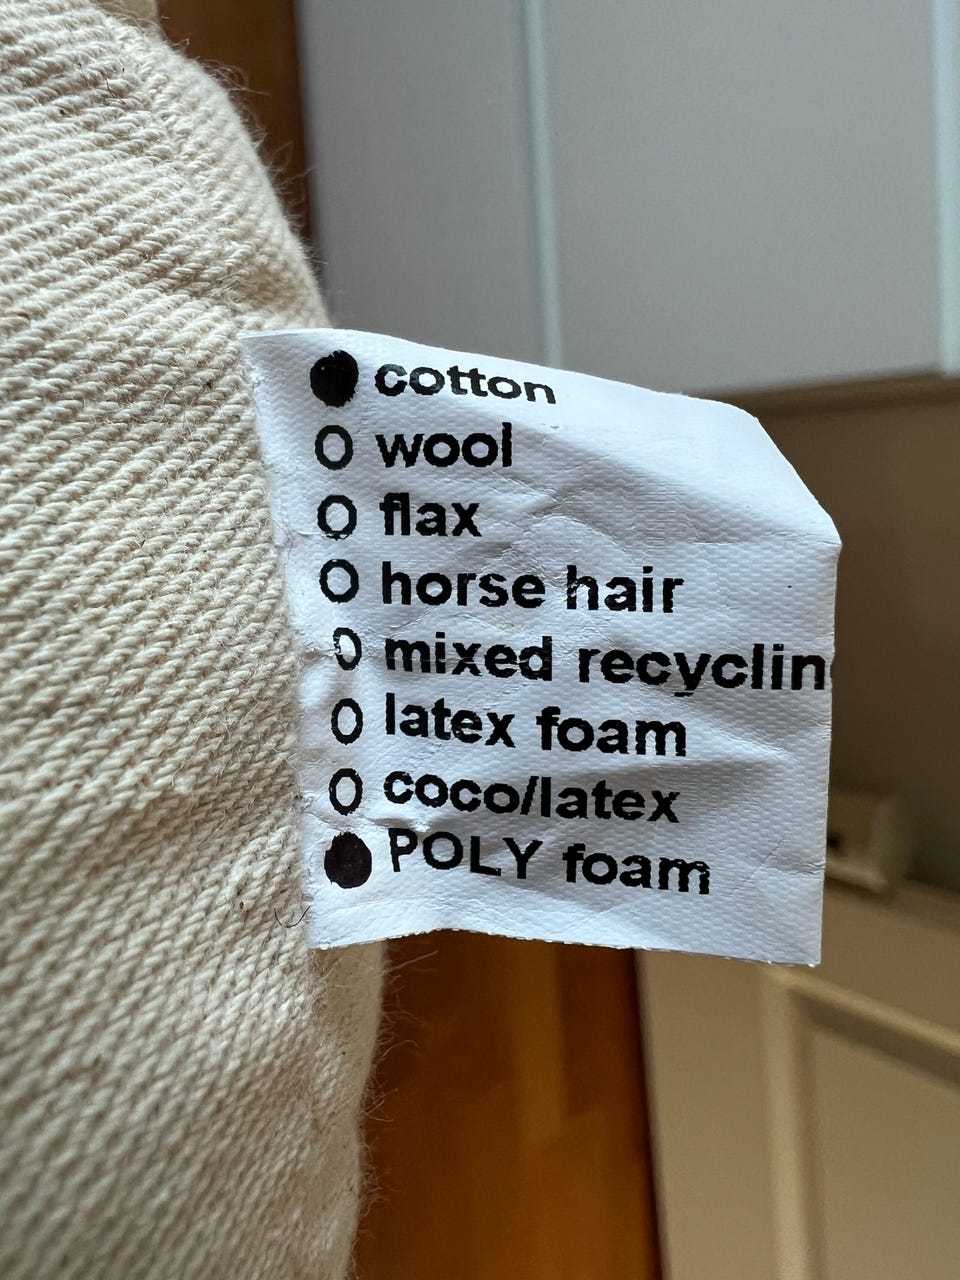 cotton
wool
flax
horse hair
mixed recyclin
latex foam
coco/latex
POLY foam